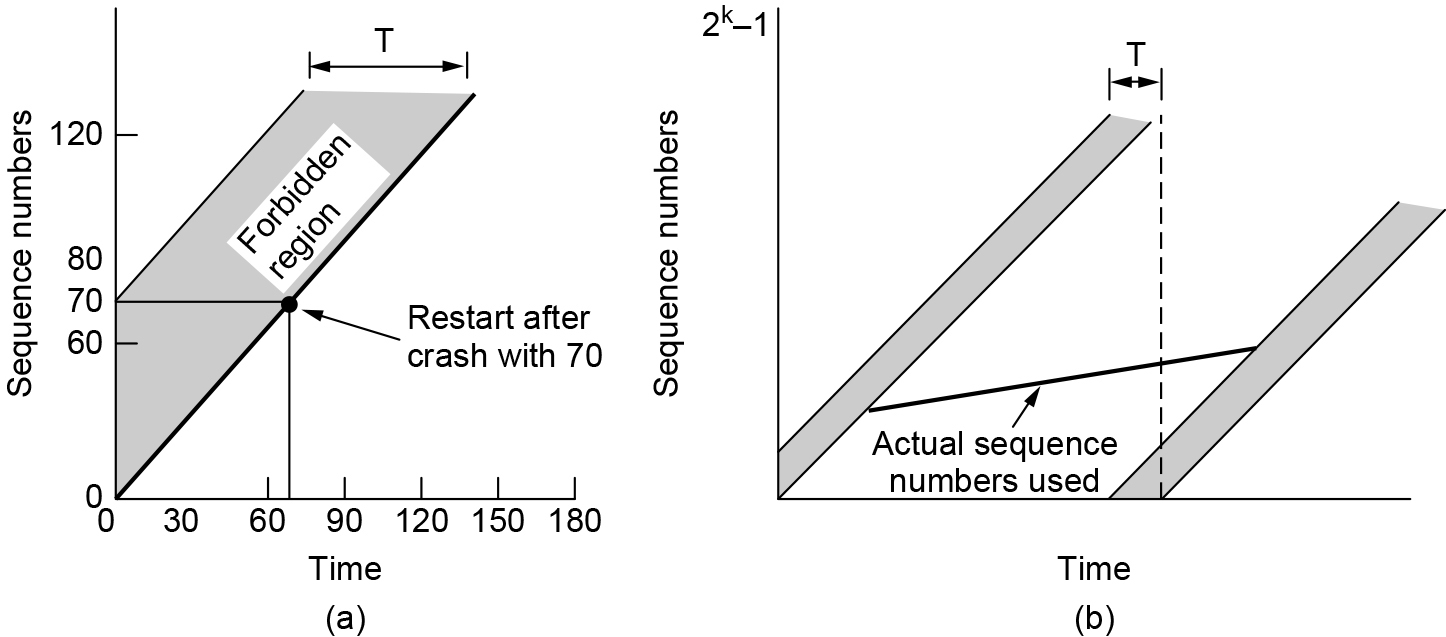 T
Sequence numbers
120
80
70
60
0
Forbidden
region
Restart after
crash with 70
0 30 60 90 120 150 180
Time
(a)
2k–1
T
Sequence numbers
Actual sequence
numbers used
Time
(b)